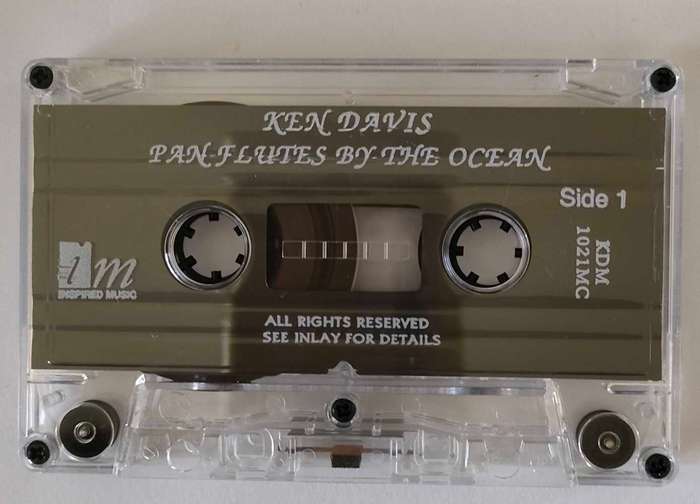 KEN DAVIS
PAN FLUTES BY THE OCEAN
Side 1
KDM
1021MC
im
INSPIRED MUSIC
ALL RIGHTS RESERVED
SEE INLAY FOR DETAILS